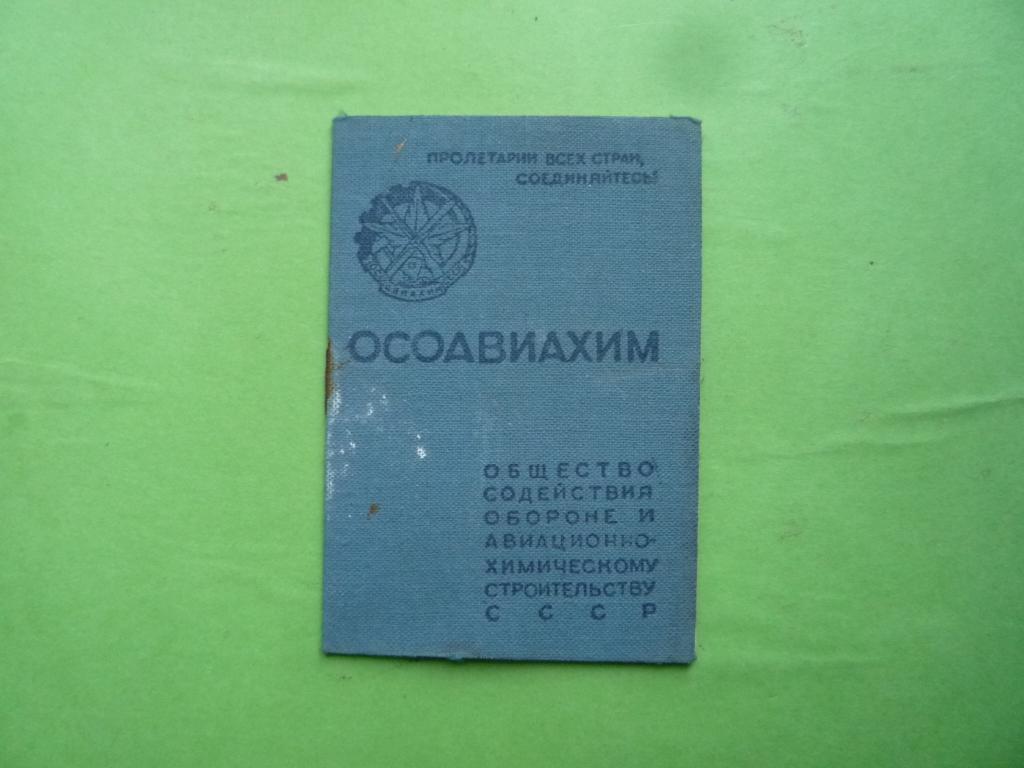 ПРОЛЕТАРИИ ВСЕХ СТРАН,
СОЕДИНЯЙТЕСЬ!
ОСОАВИАХИМ
ОБЩЕСТВО
СОДЕЙСТВИЯ
ОБОРОНЕ И
АВИАЦИОННО-
ХИМИЧЕСКОМУ
СТРОИТЕЛЬСТВУ
СССР